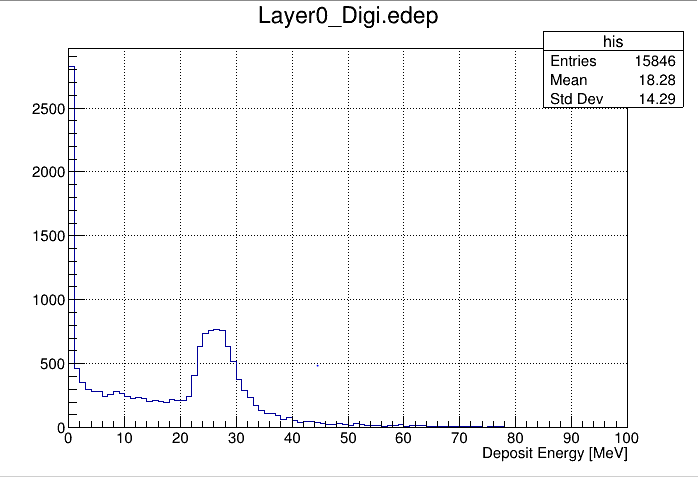 Layer0_Digi.edep
his
Entries 15846
Mean 18.28
Std Dev 14.29
2500
2000
1500
1000
500
0
0 10 20 30 40 50 60 70 80 90 100
Deposit Energy [MeV]